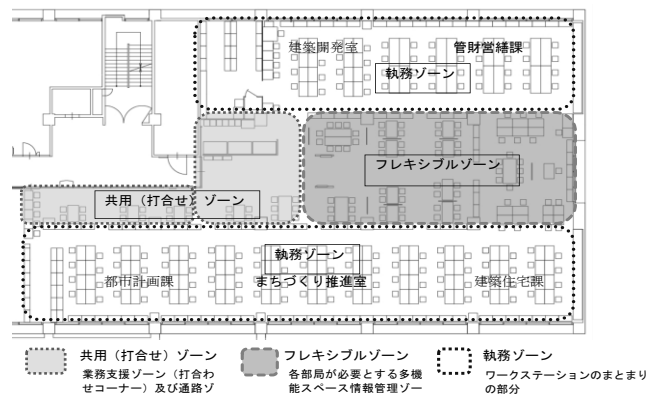 建築開発室
管財営繕課
執務ゾーン
フレキシブルゾーン
共用（打合せ）ゾーン
執務ゾーン
都市計画課
まちづくり推進室
建築住宅課
共用（打合せ）ゾーン
業務支援ゾーン（打合わ
せコーナー）及び通路ゾ
フレキシブルゾーン
各部局が必要とする多機
能スペース情報管理ゾー
執務ゾーン
ワークステーションのまとまり
の部分